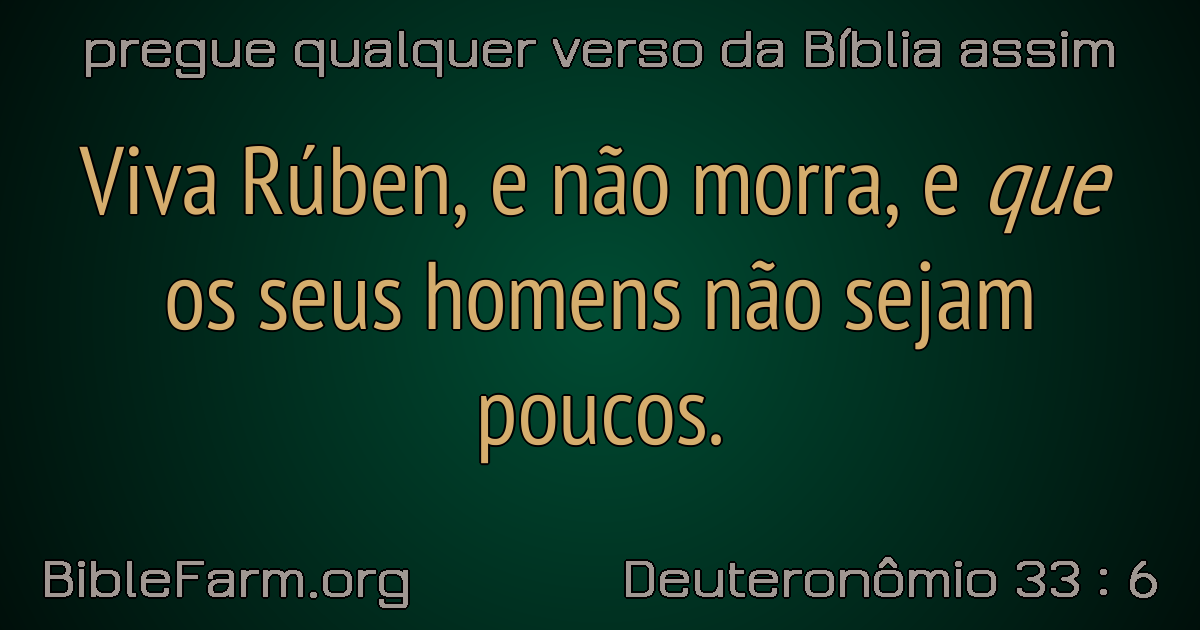 pregue qualquer verso da Bíblia assim
Viva Rúben, e não morra, e que
os seus homens não sejam
poucos.
BibleFarm.org
Deuteronômio 33 : 6